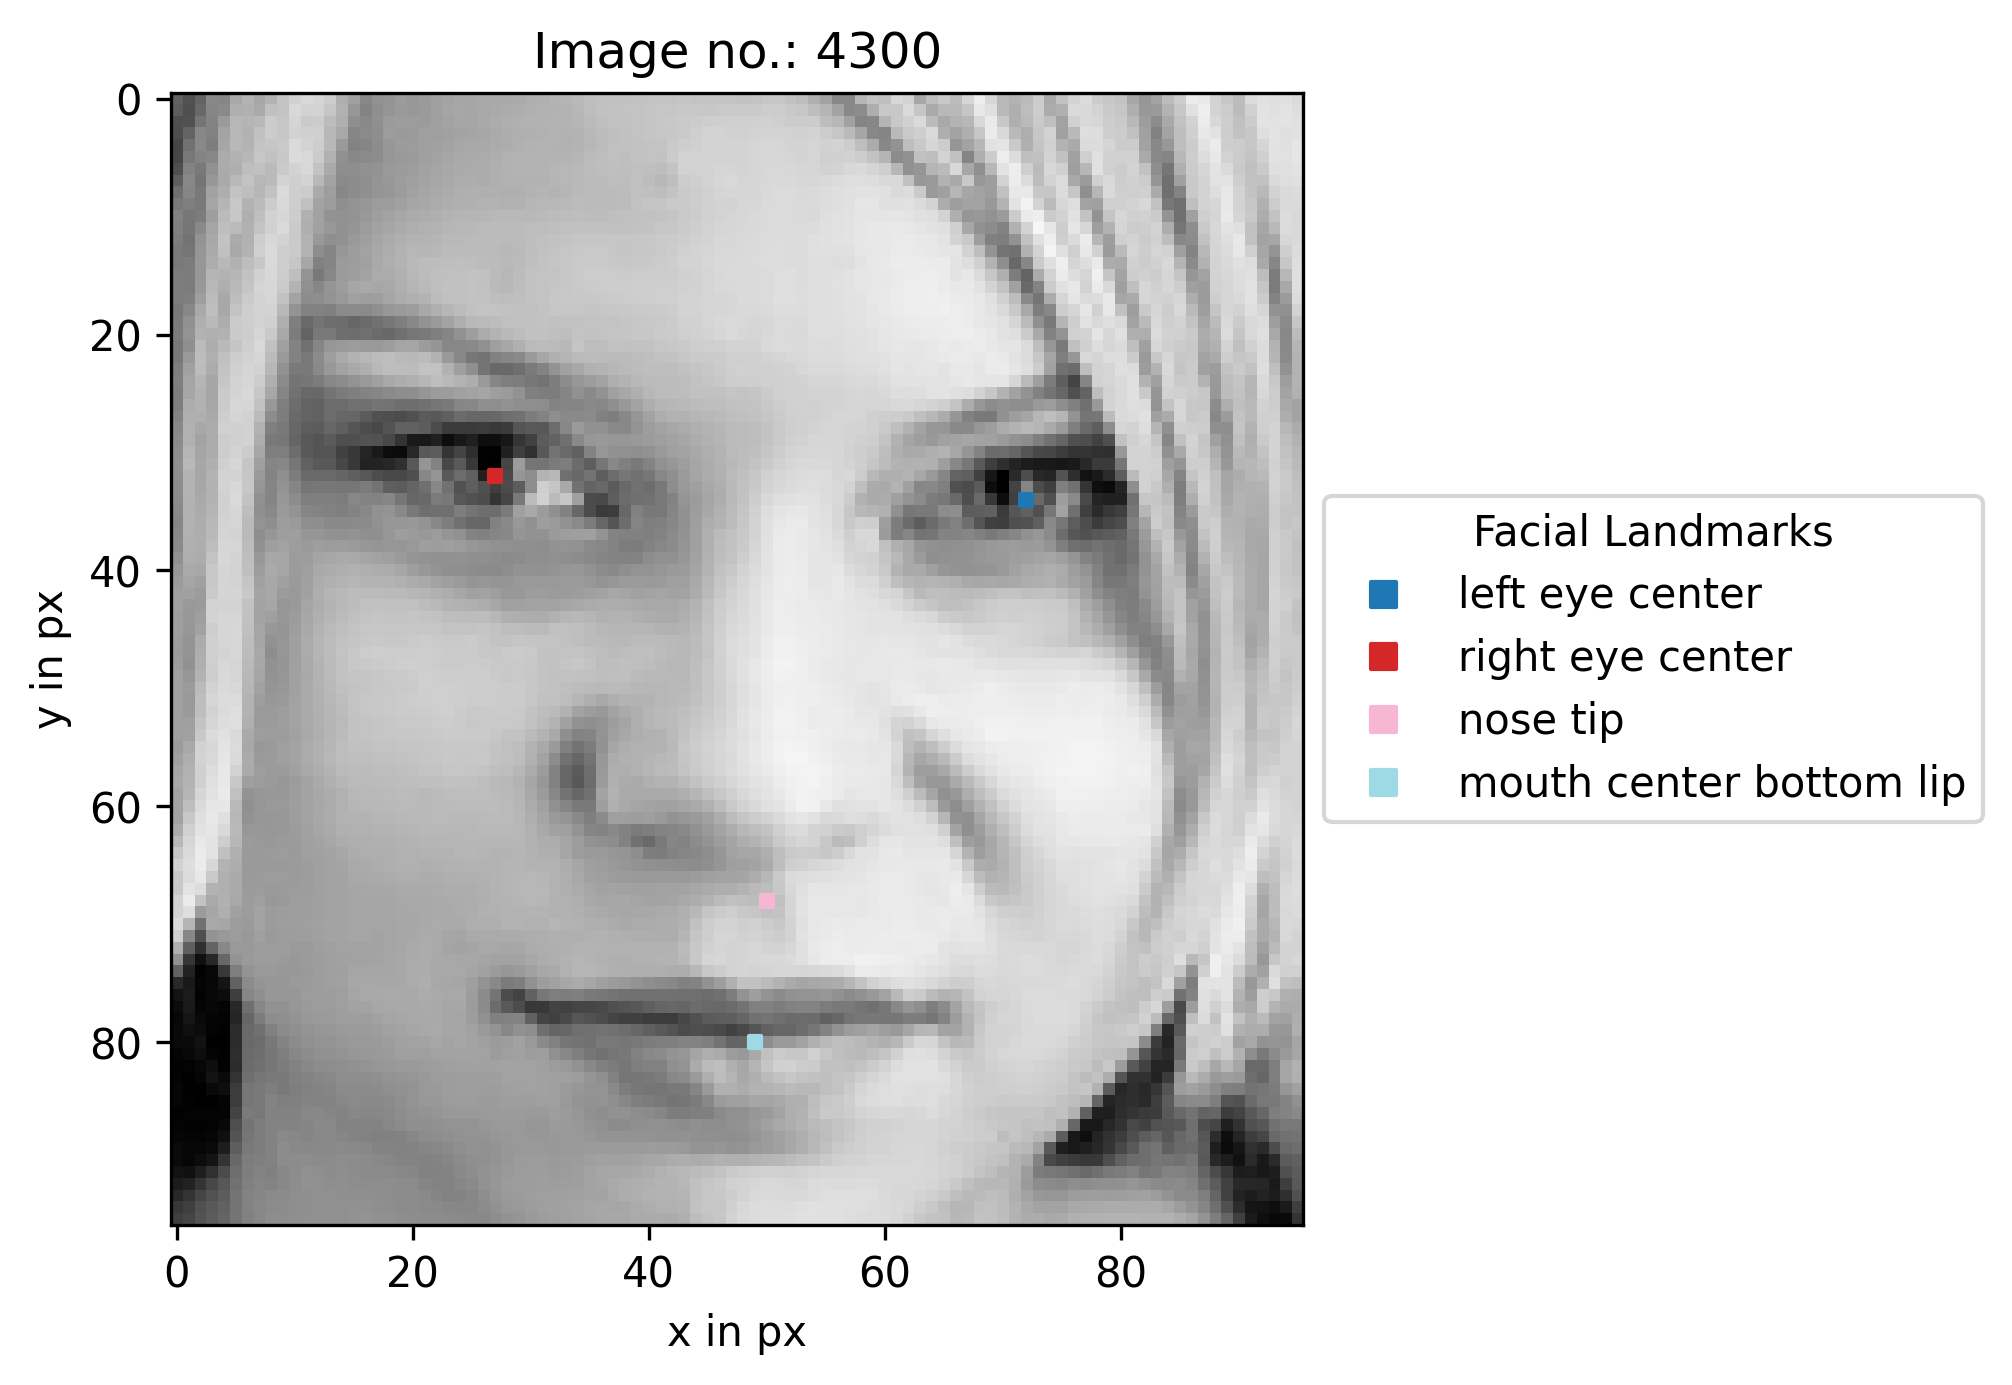 Image no.: 4300
0
20
40
60
80
y in px
0 20 40 60 80
x in px
Facial Landmarks
left eye center
right eye center
nose tip
mouth center bottom lip